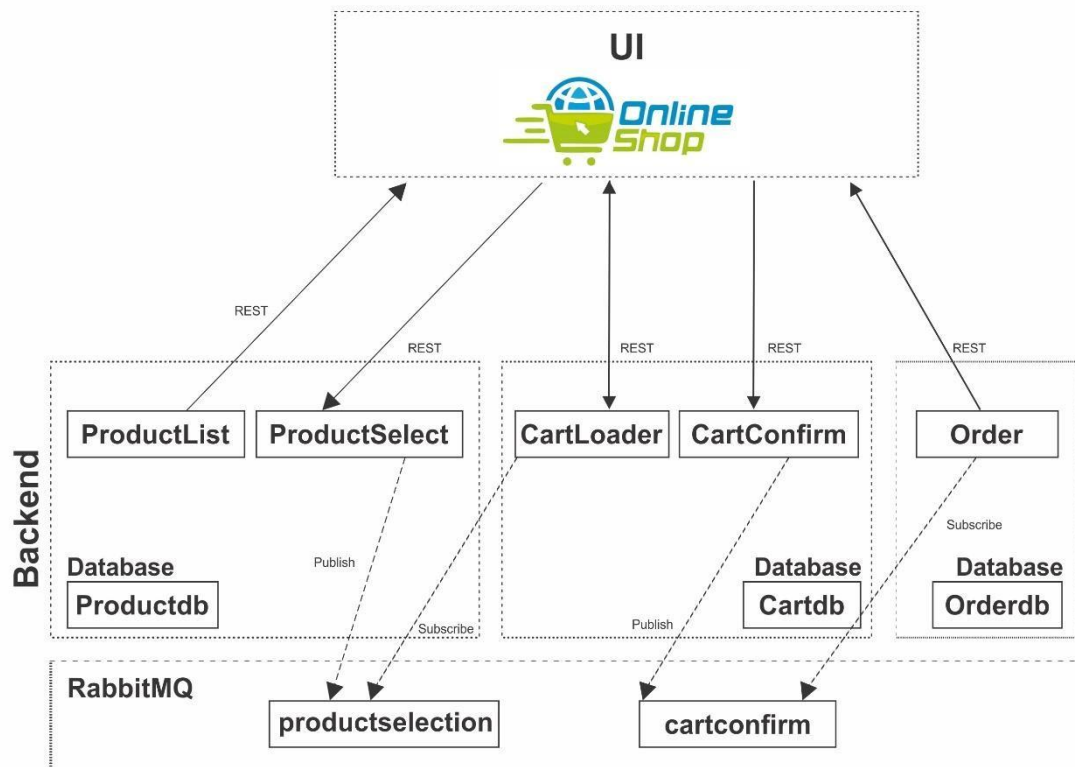 UI
Online
Shop
REST
REST
REST
REST
REST
Backend
ProductList
ProductSelect
CartLoader
CartConfirm
Order
Publish
Subscribe
Publish
Subscribe
Database
Productdb
Database
Cartdb
Database
Orderdb
RabbitMQ
productselection
cartconfirm